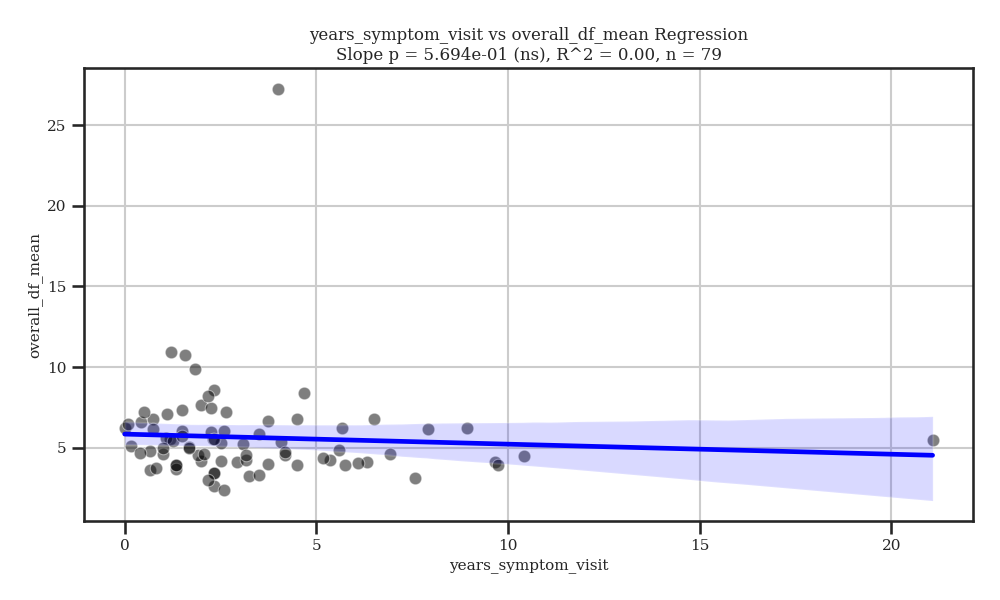 years_symptom_visit vs overall_df_mean Regression
Slope p = 5.694e-01 (ns), R^2 = 0.00, n = 79
overall_df_mean
25
20
15
10
5
0
5
10
15
20
years_symptom_visit